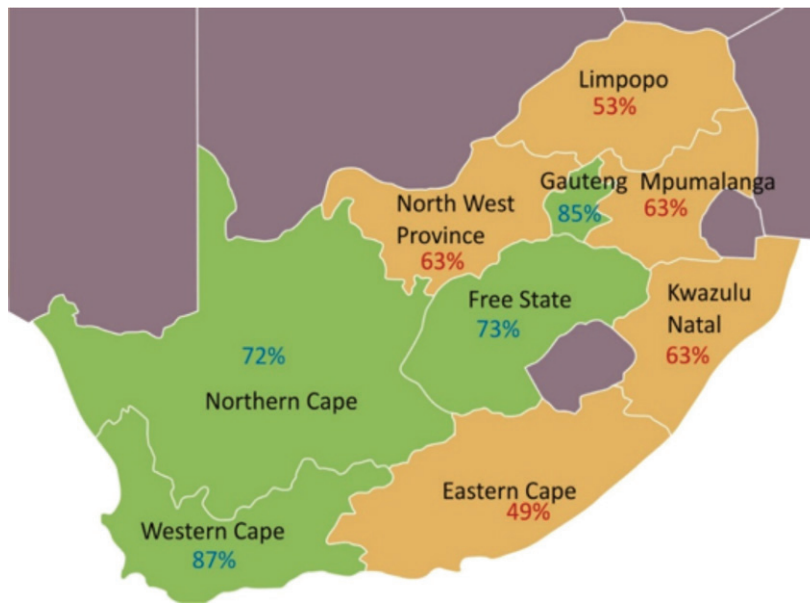 Limpopo
53%
Gauteng
85%
Mpumalanga
63%
North West
Province
63%
Free State
73%
Kwazulu
Natal
63%
72%
Northern Cape
Eastern Cape
49%
Western Cape
87%